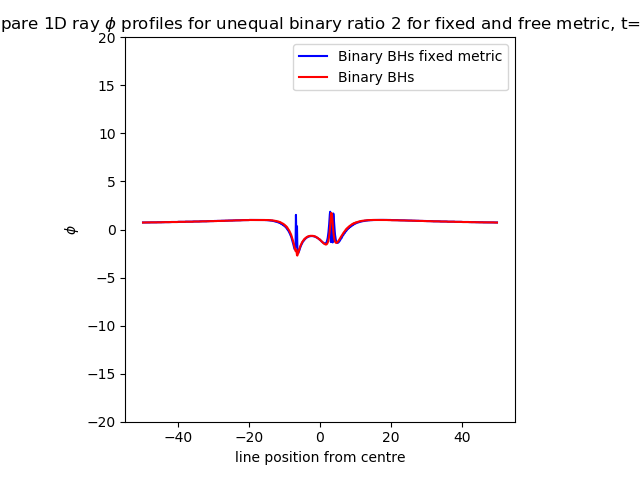 pare 1D ray ϕ profiles for unequal binary ratio 2 for fixed and free metric, t=
20
15
10
5
0
−5
−10
−15
−20
ϕ
Binary BHs fixed metric
Binary BHs
−40
−20
0
20
40
line position from centre